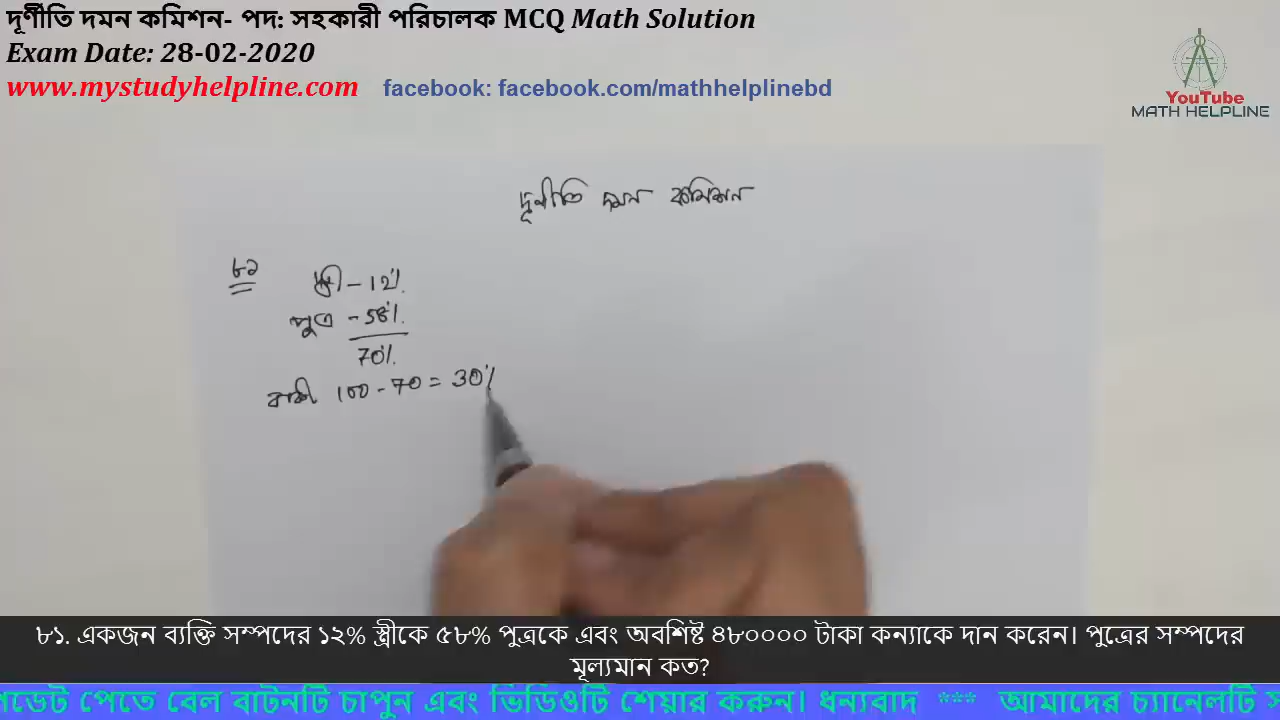 দূর্ণীতি দমন কমিশন- পদ: সহকারী পরিচালক MCQ Math Solution
Exam Date: 28-02-2020
www.mystudyhelpline.com facebook: facebook.com/mathhelplinebd
YouTube
MATH HELPLINE
দূর্নীতি দমন কমিশন
৮১
স্ত্রী - 12%
পুত্র - 58%
70%
বাকী 100 - 70 = 30%
৮১. একজন ব্যক্তি সম্পদের ১২% স্ত্রীকে ৫৮% পুত্রকে এবং অবশিষ্ট ৪৮০০০০ টাকা কন্যাকে দান করেন। পুত্রের সম্পদের
মূল্যমান কত?
পডেট পেতে বেল বাটনটি চাপুন এবং ভিডিওটি শেয়ার করুন। ধন্যবাদ *** আমাদের চ্যানেলটি স